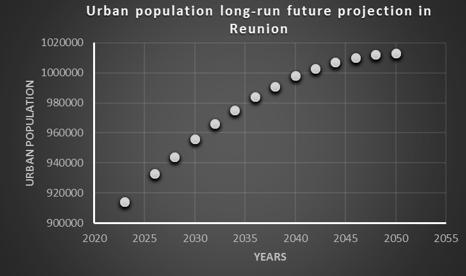 Urban population long-run future projection in
Reunion
1020000
1000000
980000
960000
940000
920000
900000
URBAN POPULATION
2020 2025 2030 2035 2040 2045 2050 2055
YEARS